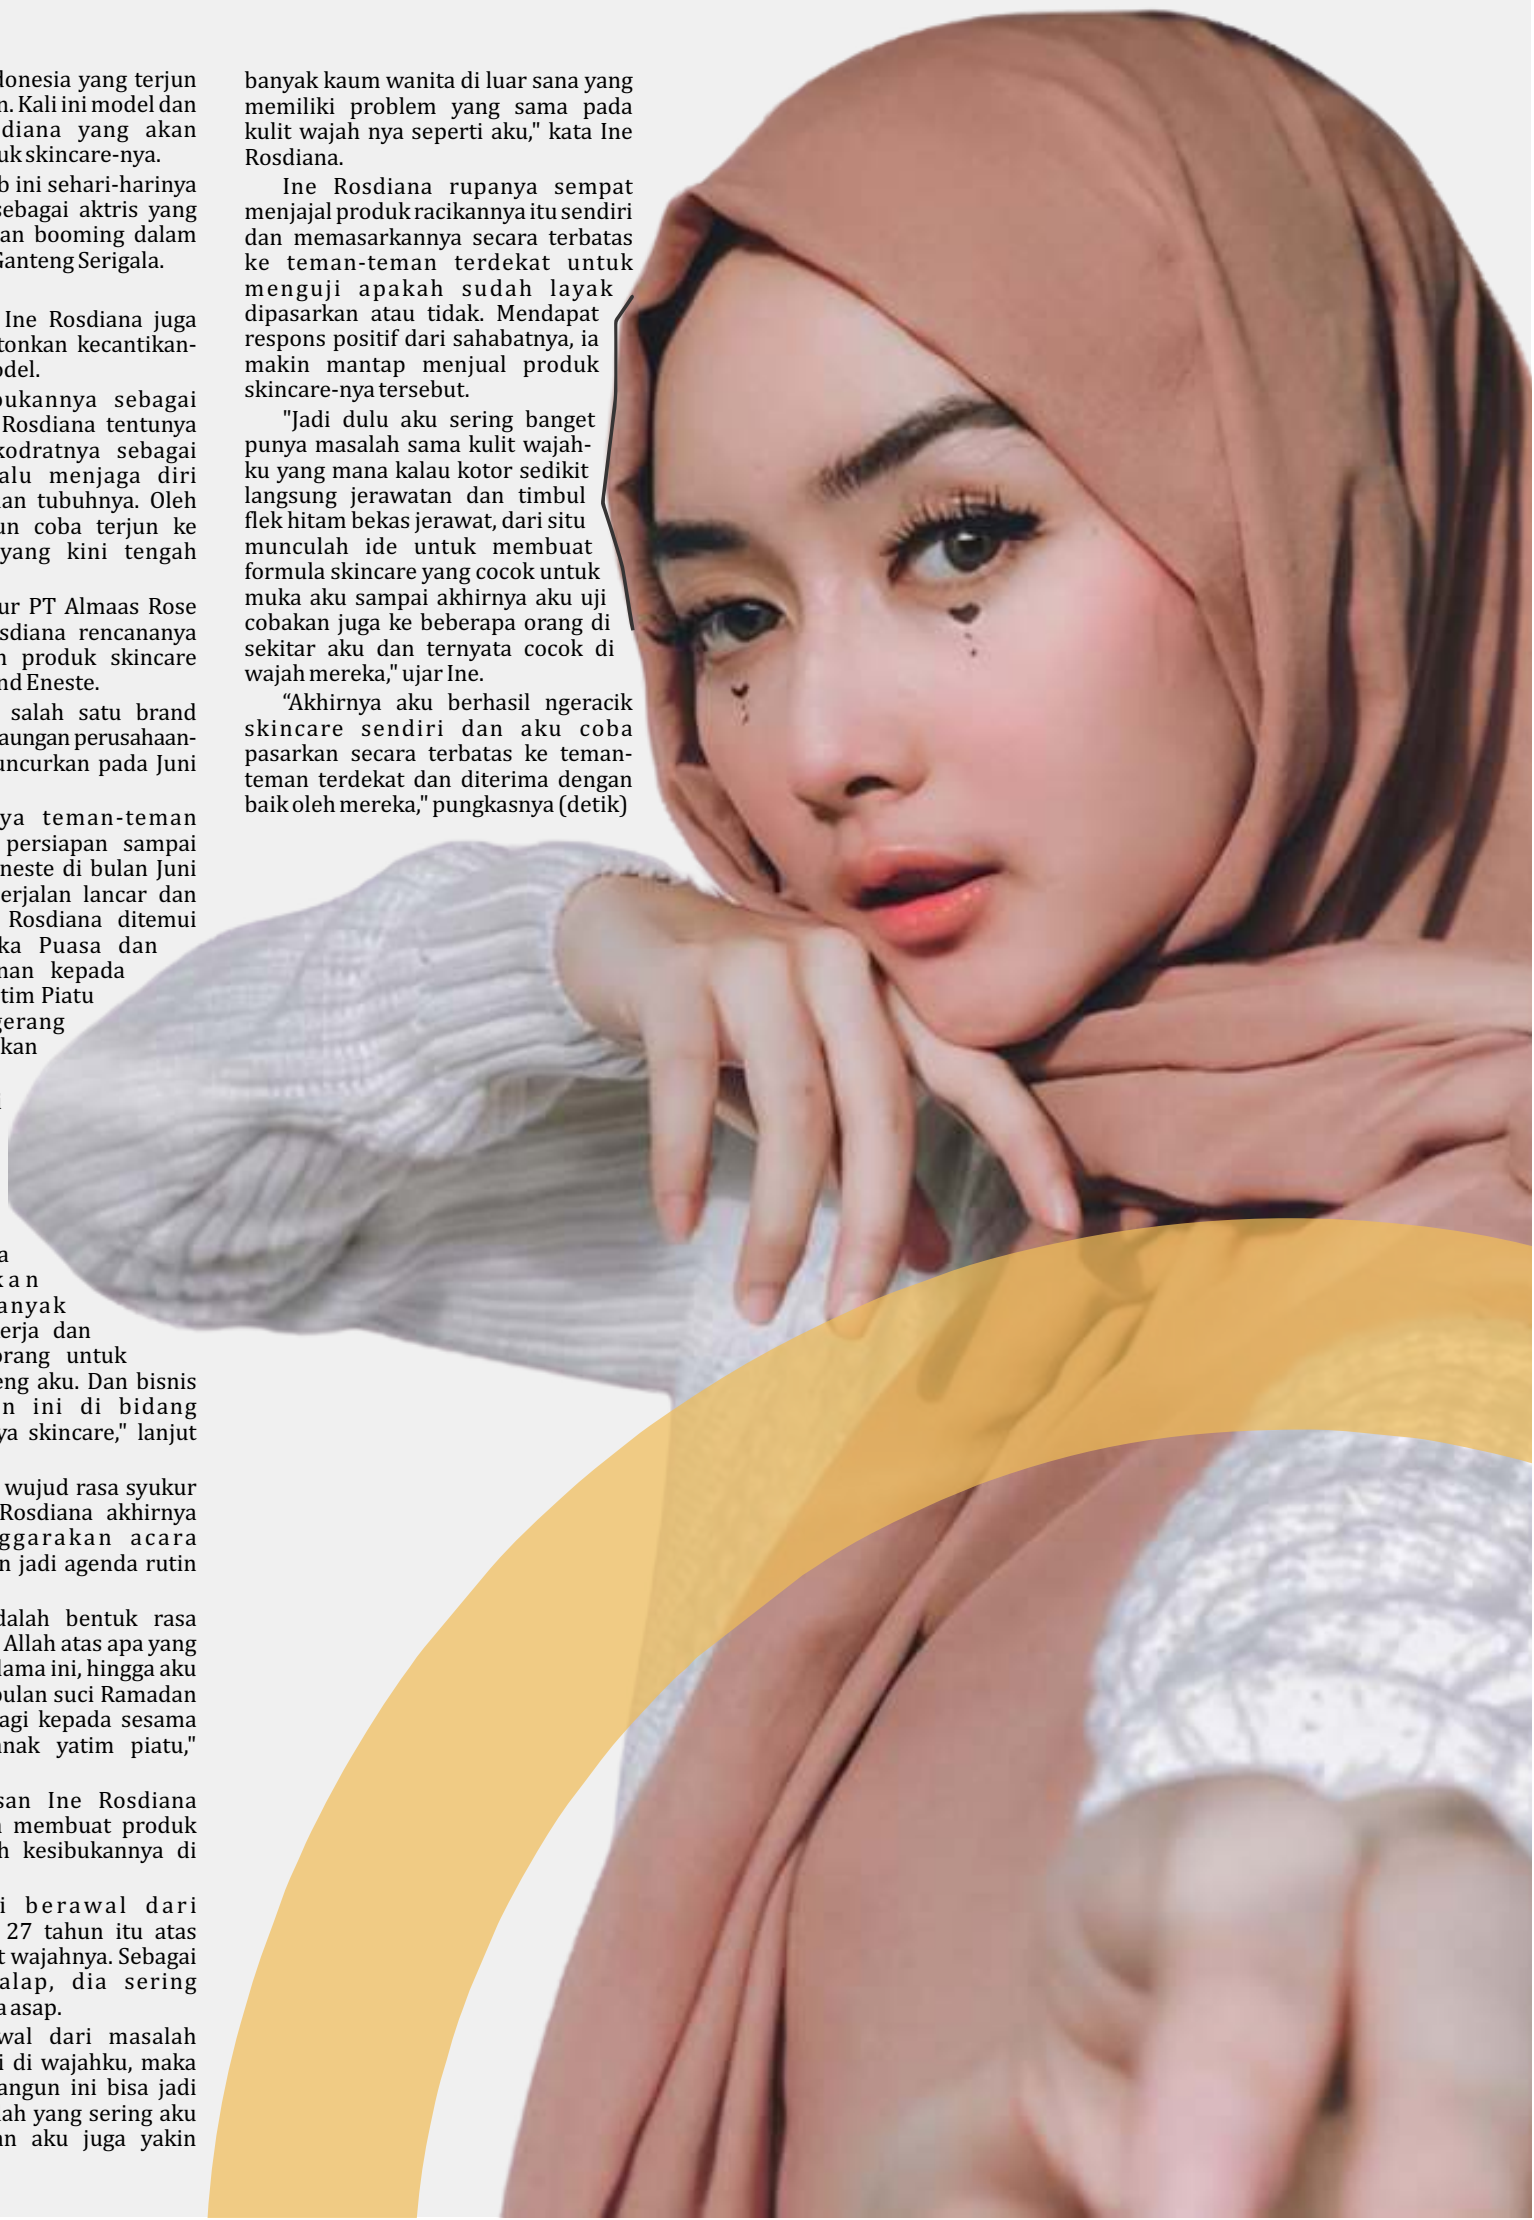 donesia yang terjun
n. Kali ini model dan
diana yang akan
uk skincare-nya.
b ini sehari-harinya
sebagai aktris yang
an booming dalam
Ganteng Serigala.
Ine Rosdiana juga
tonkan kecantikan-
odel.
bukannya sebagai
Rosdiana tentunya
kodratnya sebagai
alu menjaga diri
an tubuhnya. Oleh
un coba terjun ke
yang kini tengah
ur PT Almaas Rose
sdiana rencananya
n produk skincare
nd Eneste.
salah satu brand
aungan perusahaan-
uncurkan pada Juni
ya teman-teman
persiapan sampai
neste di bulan Juni
erjalan lancar dan
Rosdiana ditemui
ka Puasa dan
nan kepada
tim Piatu
gerang
kan
i
a
kan
anyak
erja dan
orang untuk
eng aku. Dan bisnis
n ini di bidang
ya skincare," lanjut
wujud rasa syukur
Rosdiana akhirnya
ggarakan acara
n jadi agenda rutin
dalah bentuk rasa
Allah atas apa yang
lama ini, hingga aku
bulan suci Ramadan
agi kepada sesama
nak yatim piatu,"
san Ine Rosdiana
n membuat produk
h kesibukannya di
i berawal dari
27 tahun itu atas
t wajahnya. Sebagai
alap, dia sering
a asap.
wal dari masalah
i di wajahku, maka
angun ini bisa jadi
lah yang sering aku
an aku juga yakin
banyak kaum wanita di luar sana yang
memiliki problem yang sama pada
kulit wajah nya seperti aku," kata Ine
Rosdiana.
Ine Rosdiana rupanya sempat
menjajal produk racikannya itu sendiri
dan memasarkannya secara terbatas
ke teman-teman terdekat untuk
menguji apakah sudah layak
dipasarkan atau tidak. Mendapat
respons positif dari sahabatnya, ia
makin mantap menjual produk
skincare-nya tersebut.
"Jadi dulu aku sering banget
punya masalah sama kulit wajah-
ku yang mana kalau kotor sedikit
langsung jerawatan dan timbul
flek hitam bekas jerawat, dari situ
munculah ide untuk membuat
formula skincare yang cocok untuk
muka aku sampai akhirnya aku uji
cobakan juga ke beberapa orang di
sekitar aku dan ternyata cocok di
wajah mereka," ujar Ine.
“Akhirnya aku berhasil ngeracik
skincare sendiri dan aku coba
pasarkan secara terbatas ke teman-
teman terdekat dan diterima dengan
baik oleh mereka," pungkasnya (detik)